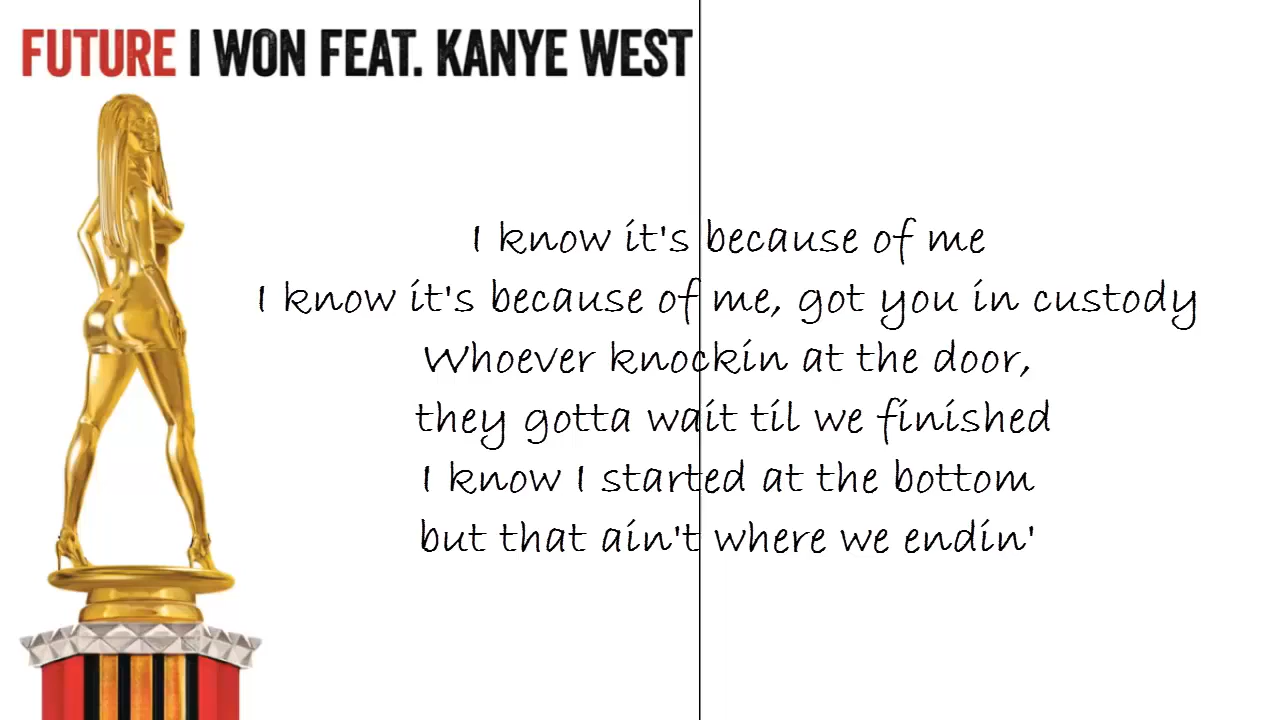 FUTURE I WON FEAT. KANYE WEST
I know it's because of me
I know it's because of me, got you in custody
Whoever knockin at the door,
they gotta wait til we finished
I know I started at the bottom
but that ain't where we endin'